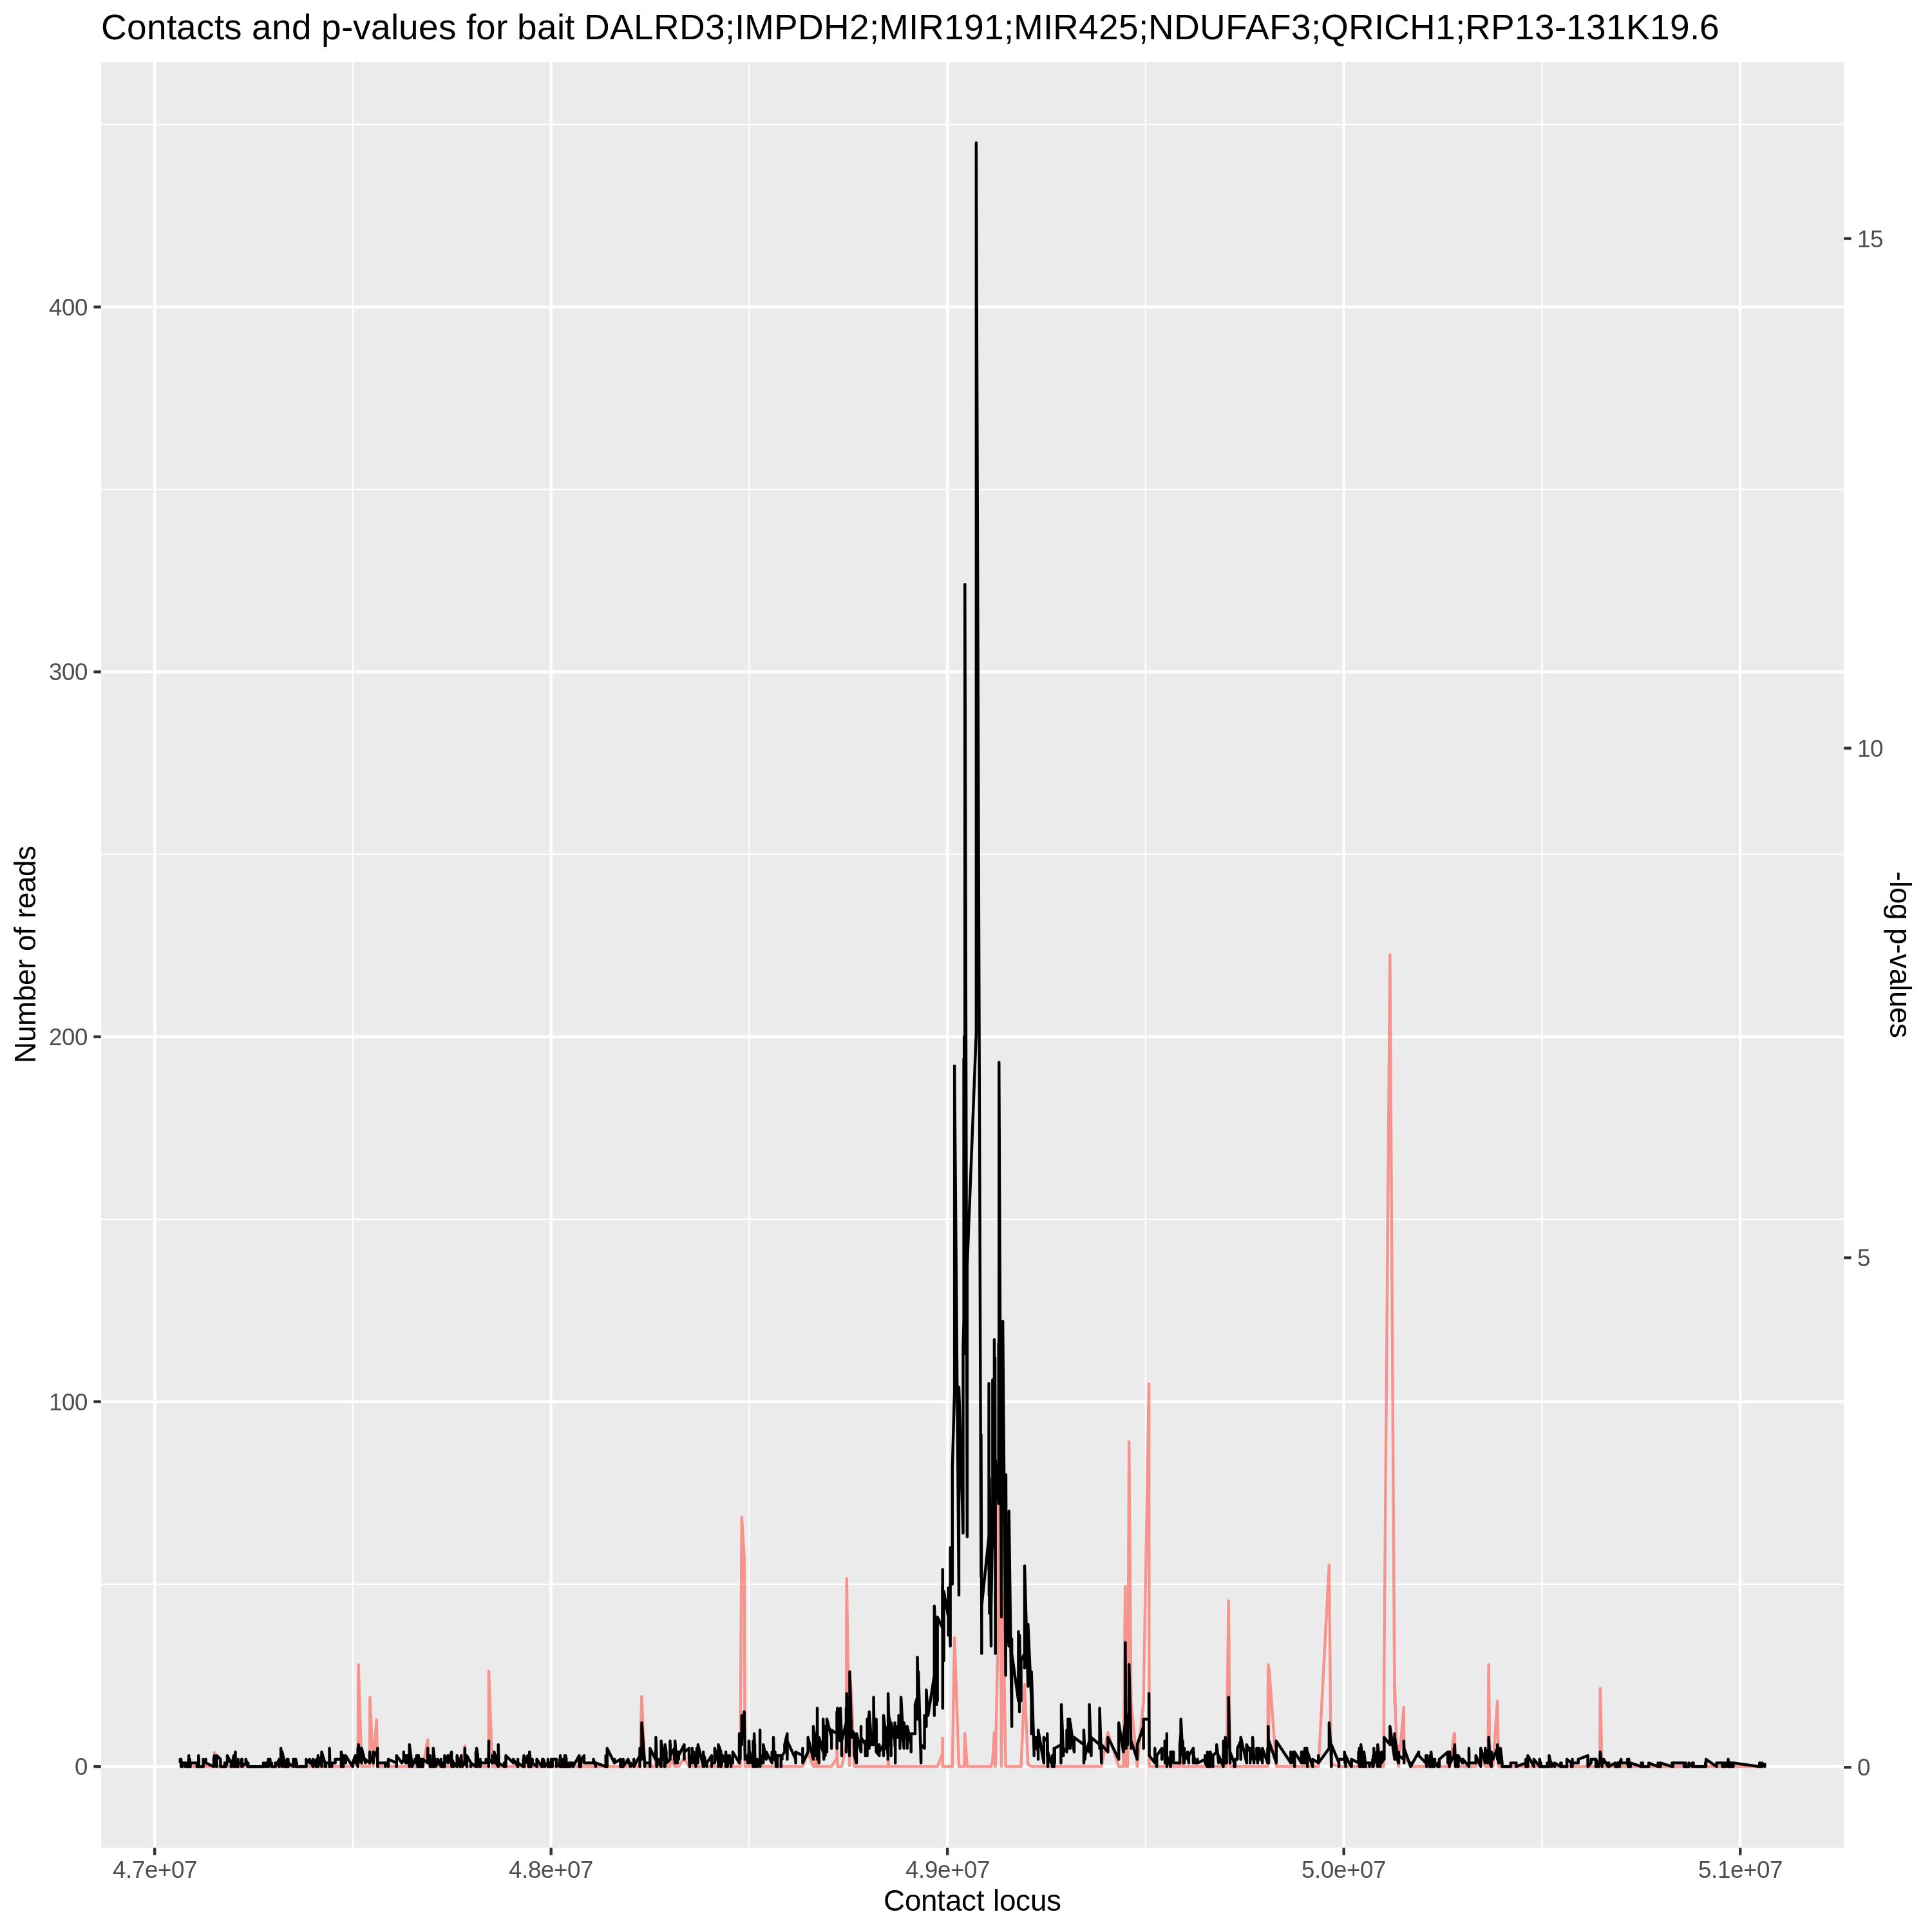 Contacts and p-values for bait DALRD3;IMPDH2;MIR191;MIR425;NDUFAF3;QRICH1;RP13-131K19.6
Number of reads
400
300
200
100
0
15
10
5
0
-log p-values
4.7e+07 4.8e+07 4.9e+07 5.0e+07 5.1e+07
Contact locus